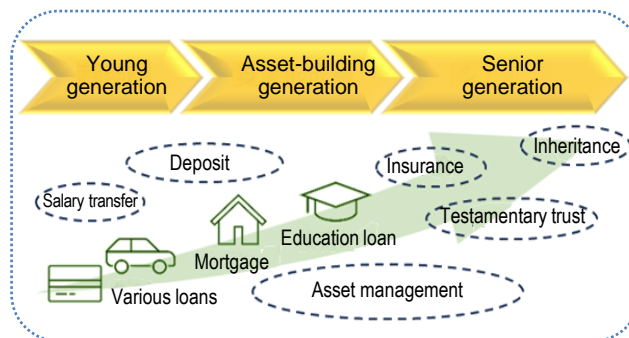 Young
generation
Asset-building
generation
Senior
generation
Inheritance
Deposit
Insurance
Salary transfer
Testamentary trust
Education loan
Mortgage
Various loans
Asset management